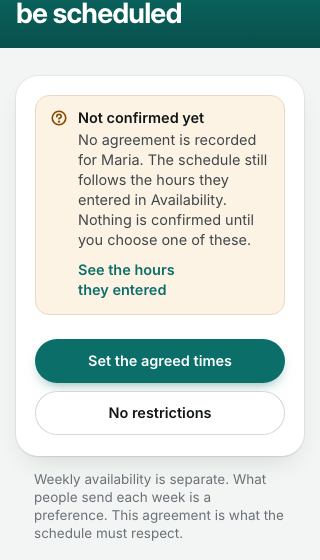 be scheduled
Not confirmed yet
No agreement is recorded
for Maria. The schedule still
follows the hours they
entered in Availability.
Nothing is confirmed until
you choose one of these.
See the hours
they entered
Set the agreed times
No restrictions
Weekly availability is separate. What
people send each week is a
preference. This agreement is what the
schedule must respect.